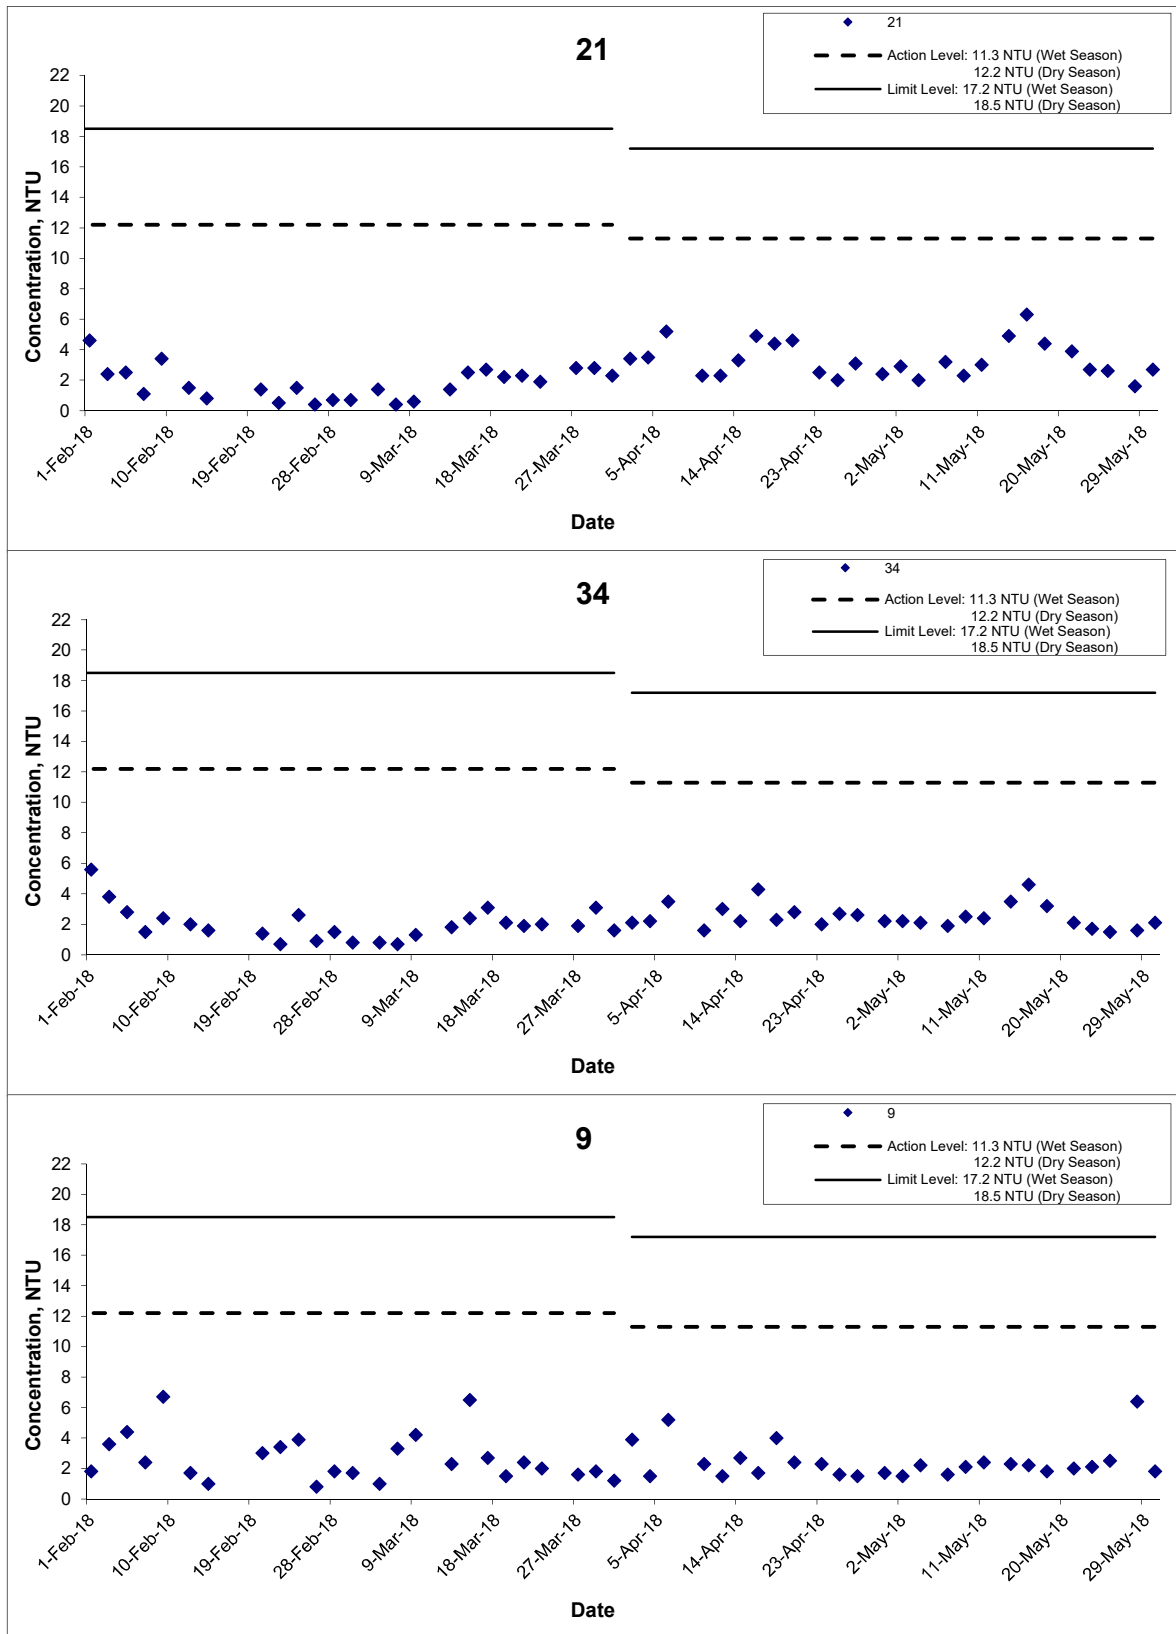 21
21
Action Level: 11.3 NTU (Wet Season)
12.2 NTU (Dry Season)
Limit Level: 17.2 NTU (Wet Season)
18.5 NTU (Dry Season)
Concentration, NTU
22
20
18
16
14
12
10
8
6
4
2
0
1-Feb-18
10-Feb-18
19-Feb-18
28-Feb-18
9-Mar-18
18-Mar-18
27-Mar-18
5-Apr-18
14-Apr-18
23-Apr-18
2-May-18
11-May-18
20-May-18
29-May-18
Date
34
34
Action Level: 11.3 NTU (Wet Season)
12.2 NTU (Dry Season)
Limit Level: 17.2 NTU (Wet Season)
18.5 NTU (Dry Season)
Concentration, NTU
22
20
18
16
14
12
10
8
6
4
2
0
1-Feb-18
10-Feb-18
19-Feb-18
28-Feb-18
9-Mar-18
18-Mar-18
27-Mar-18
5-Apr-18
14-Apr-18
23-Apr-18
2-May-18
11-May-18
20-May-18
29-May-18
Date
9
9
Action Level: 11.3 NTU (Wet Season)
12.2 NTU (Dry Season)
Limit Level: 17.2 NTU (Wet Season)
18.5 NTU (Dry Season)
Concentration, NTU
22
20
18
16
14
12
10
8
6
4
2
0
1-Feb-18
10-Feb-18
19-Feb-18
28-Feb-18
9-Mar-18
18-Mar-18
27-Mar-18
5-Apr-18
14-Apr-18
23-Apr-18
2-May-18
11-May-18
20-May-18
29-May-18
Date